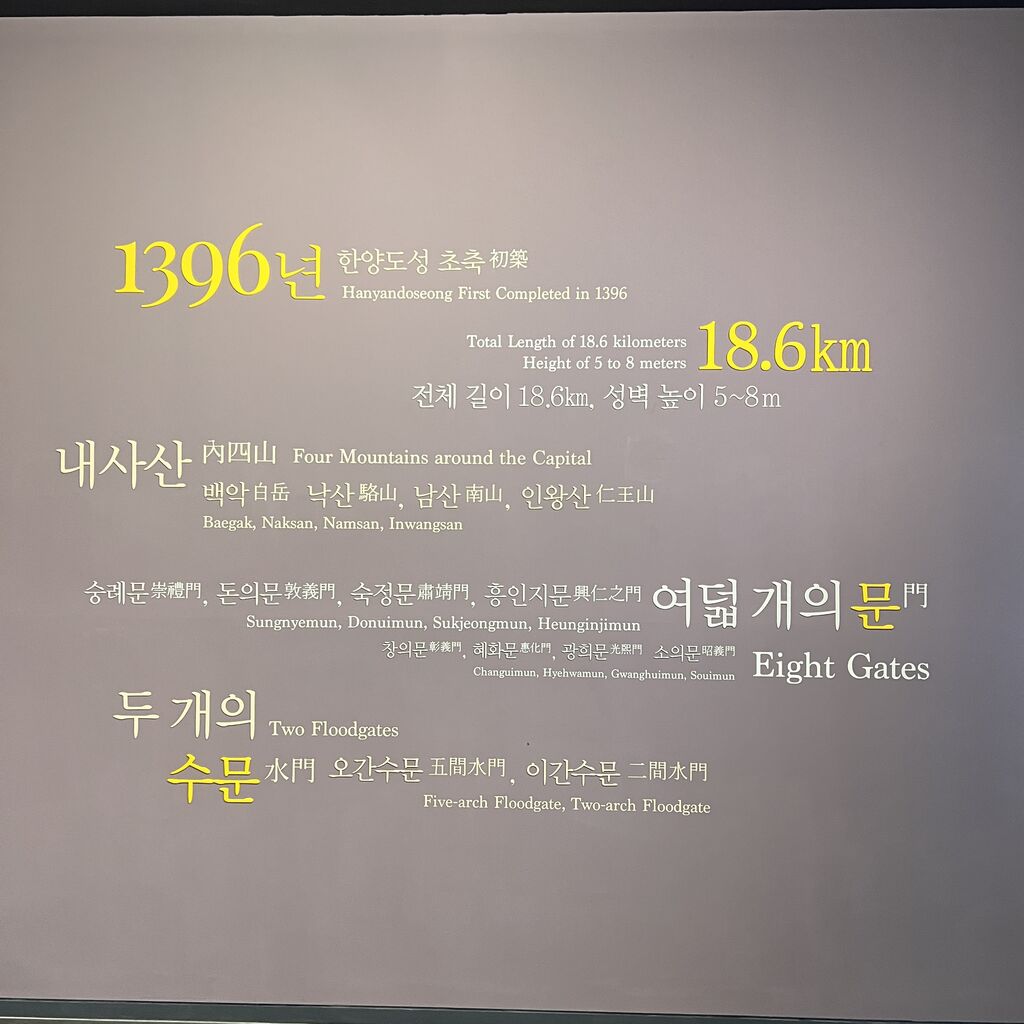 1396년 한양도성 초축 初築
Hanyandoseong First Completed in 1396
Total Length of 18.6 kilometers
Height of 5 to 8 meters
18.6km
전체 길이 18.6㎞, 성벽 높이 5~8m
내사산 內四山 Four Mountains around the Capital
백악 白岳 낙산 駱山, 남산 南山, 인왕산 仁王山
Baegak, Naksan, Namsan, Inwangsan
숭례문崇禮門, 돈의문敦義門, 숙정문肅靖門, 흥인지문興仁之門
여덟 개의 문門
Sungnyemun, Donuimun, Sukjeongmun, Heunginjimun
창의문彰義門, 혜화문惠化門, 광희문光熙門 소의문昭義門
Changuimun, Hyehwamun, Gwanghuimun, Souimun
Eight Gates
두 개의 Two Floodgates
수문 水門 오간수문 五間水門, 이간수문 二間水門
Five-arch Floodgate, Two-arch Floodgate